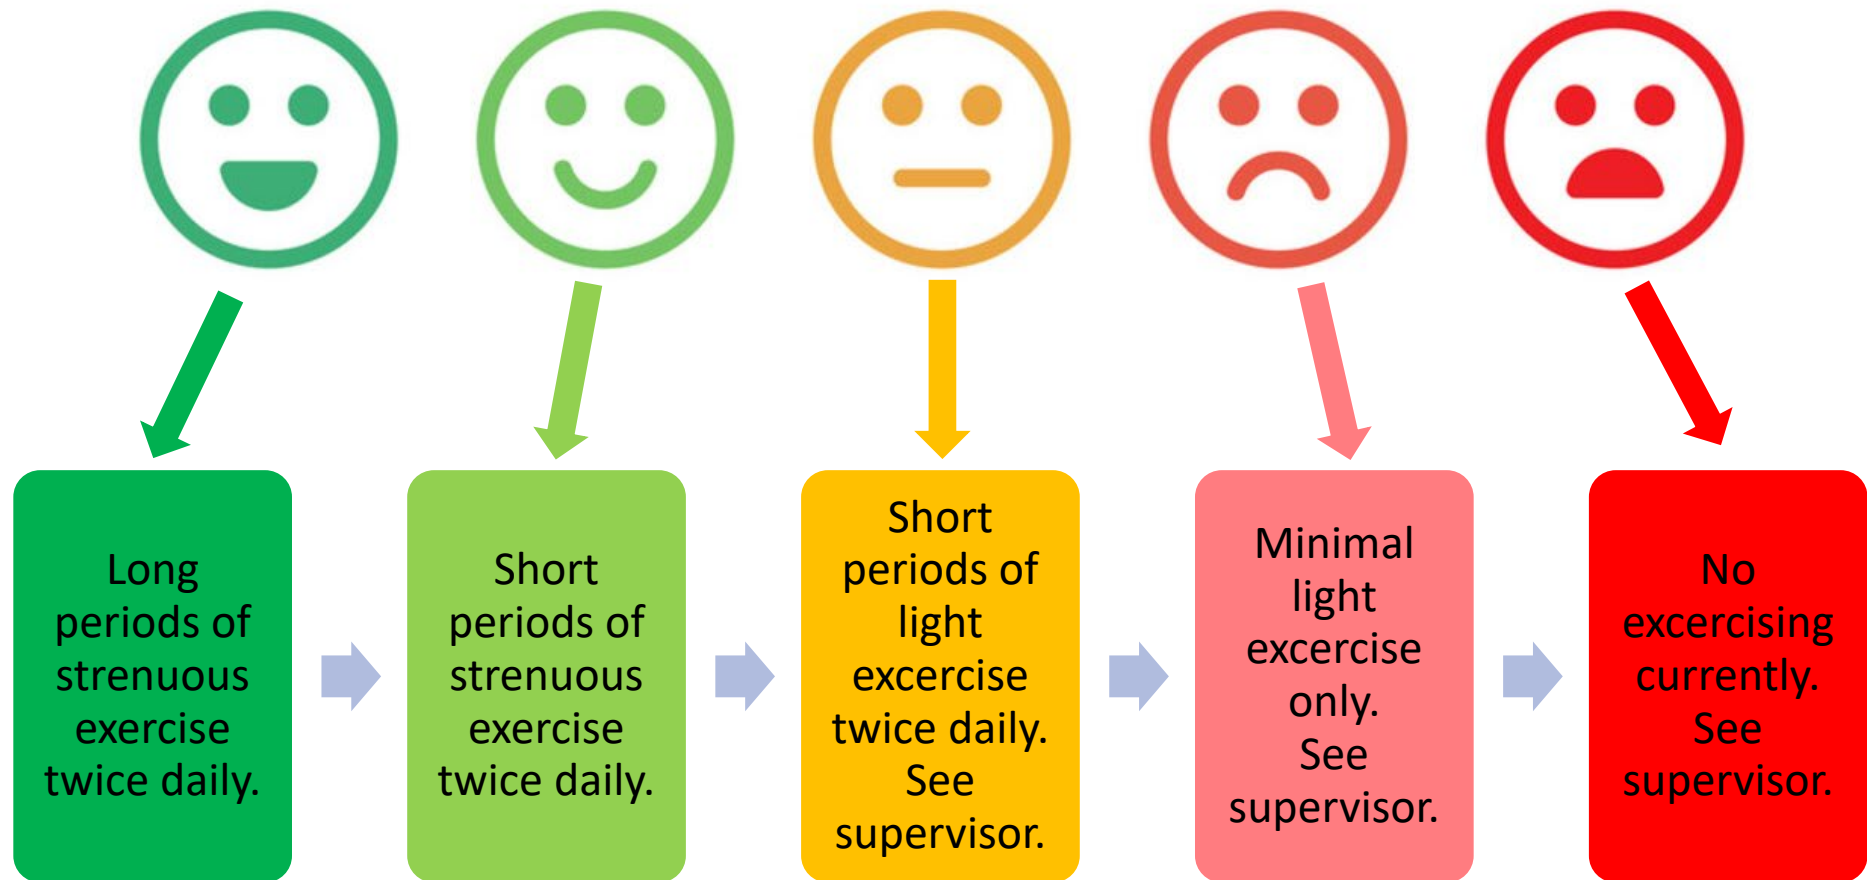 Long
periods of
strenuous
exercise
twice daily.
Short
periods of
strenuous
exercise
twice daily.
Short
periods of
light
excercise
twice daily.
See
supervisor.
Minimal
light
excercise
only.
See
supervisor.
No
excercising
currently.
See
supervisor.